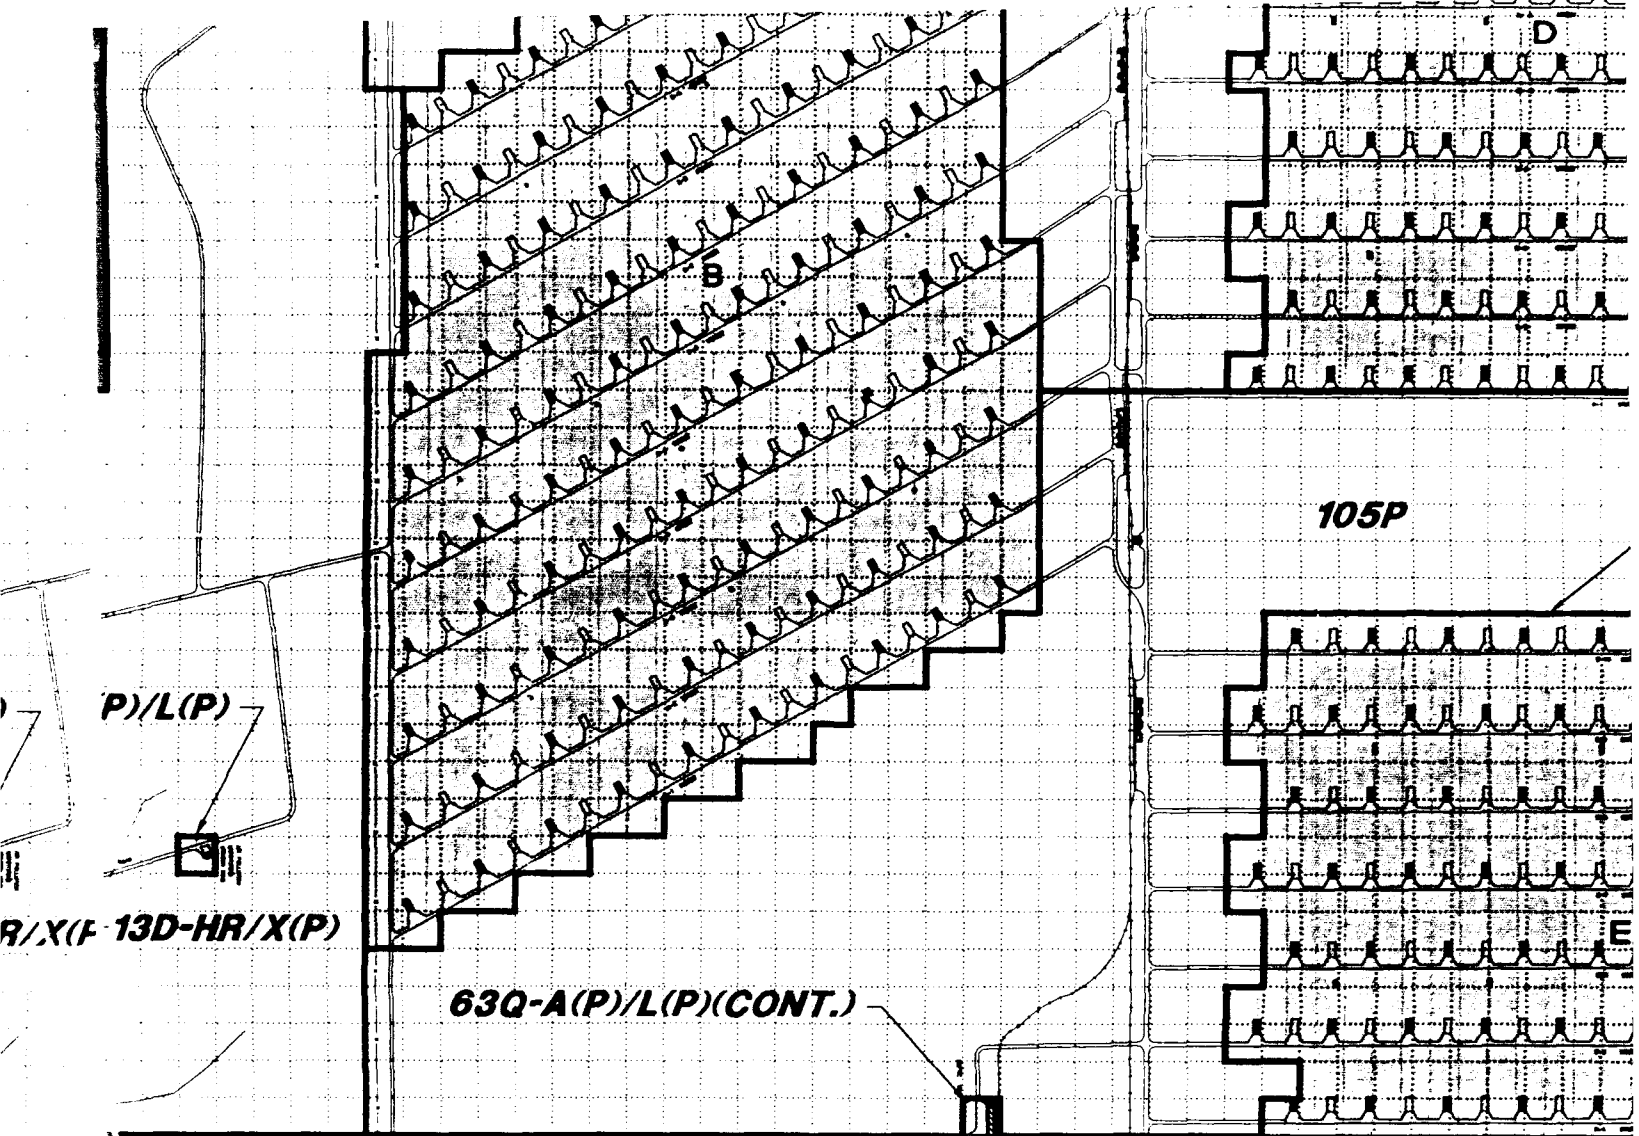 D
B
105P
P)/L(P)
)
13D-HR/X(P)
R/X(P
E
63Q-A(P)/L(P)(CONT.)